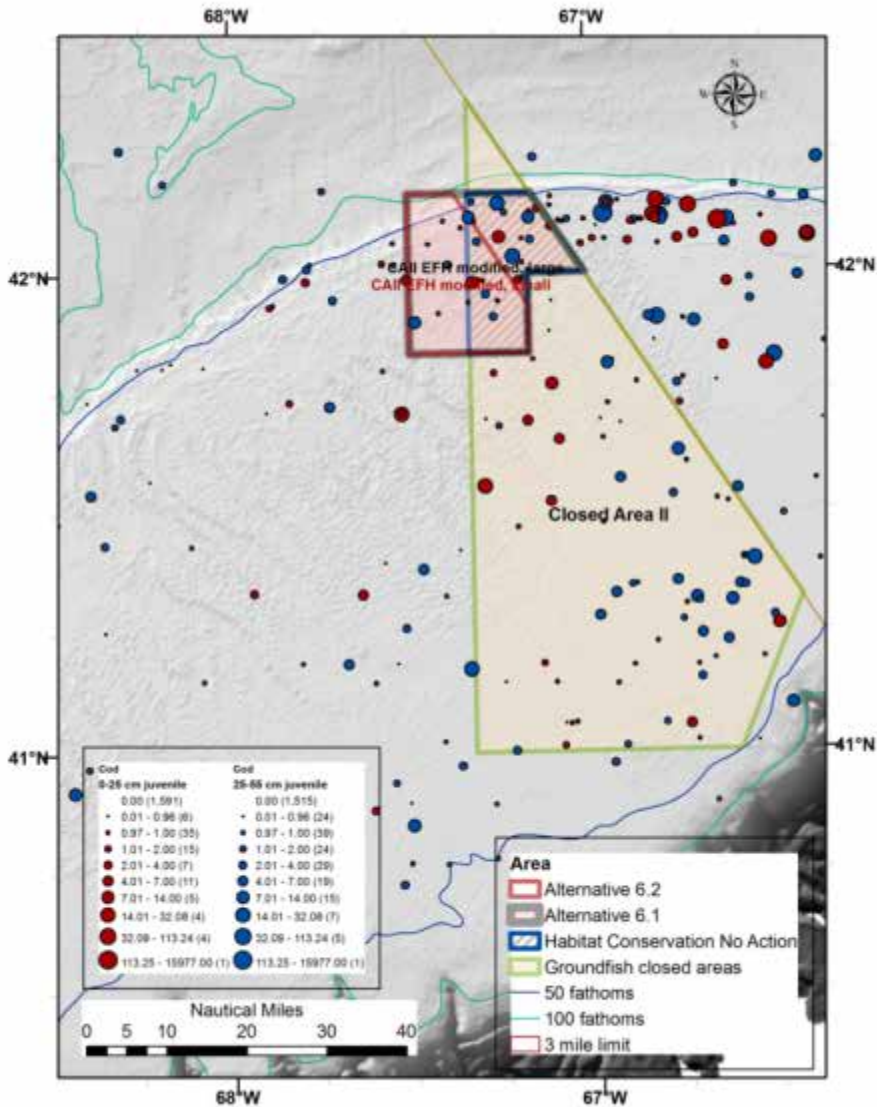 68°W 67°W
N
W E
S
42°N 42°N
CAII EFH modified, large
CAII EFH modified, small
Closed Area II
41°N 41°N
Cod Cod
0-25 cm juvenile 25-55 cm juvenile
0.00 (1,591) 0.00 (1,515)
0.01 - 0.96 (6) 0.01 - 0.96 (24)
0.97 - 1.00 (35) 0.97 - 1.00 (39)
1.01 - 2.00 (15) 1.01 - 2.00 (24)
2.01 - 4.00 (7) 2.01 - 4.00 (29)
4.01 - 7.00 (11) 4.01 - 7.00 (19)
7.01 - 14.00 (5) 7.01 - 14.00 (15)
14.01 - 32.08 (4) 14.01 - 32.08 (7)
32.09 - 113.24 (4) 32.09 - 113.24 (5)
113.25 - 15977.00 (1) 113.25 - 15977.00 (1)
Nautical Miles
0 5 10 20 30 40
Area
Alternative 6.2
Alternative 6.1
Habitat Conservation No Action
Groundfish closed areas
50 fathoms
100 fathoms
3 mile limit
68°W 67°W